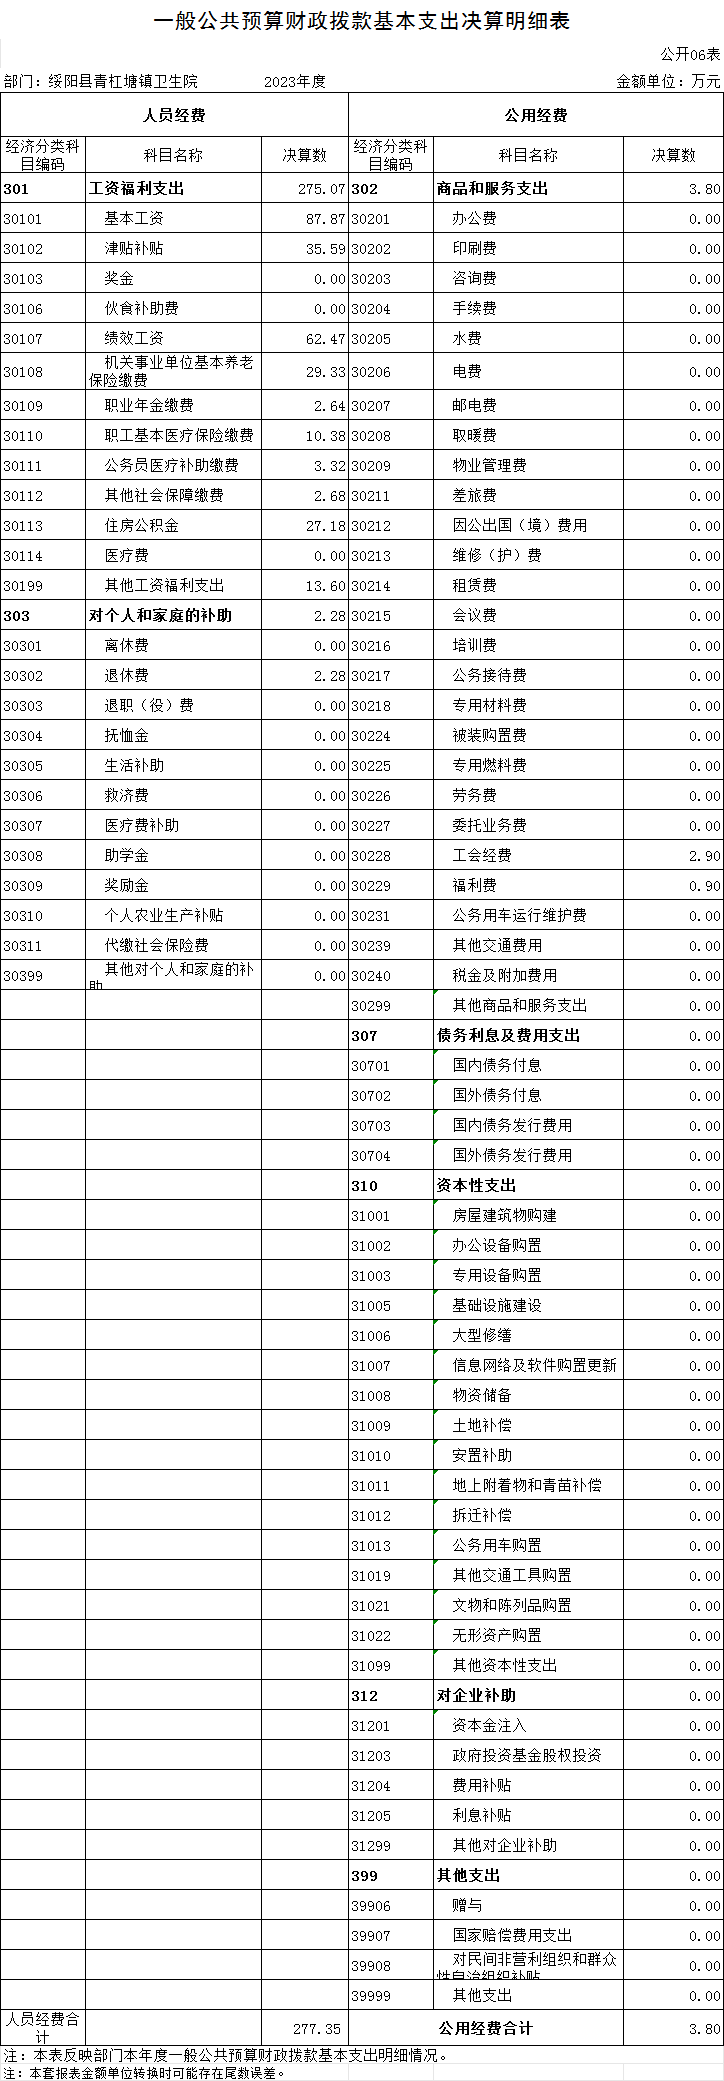 一般公共预算财政拨款基本支出决算明细表
公开06表
部门：绥阳县青杠塘镇卫生院 2023年度 金额单位：万元
人员经费 公用经费
经济分类科目编码 科目名称 决算数 经济分类科目编码 科目名称 决算数
301 工资福利支出 275.07 302 商品和服务支出 3.80
30101 基本工资 87.87 30201 办公费 0.00
30102 津贴补贴 35.59 30202 印刷费 0.00
30103 奖金 0.00 30203 咨询费 0.00
30106 伙食补助费 0.00 30204 手续费 0.00
30107 绩效工资 62.47 30205 水费 0.00
30108 机关事业单位基本养老保险缴费 29.33 30206 电费 0.00
30109 职业年金缴费 2.64 30207 邮电费 0.00
30110 职工基本医疗保险缴费 10.38 30208 取暖费 0.00
30111 公务员医疗补助缴费 3.32 30209 物业管理费 0.00
30112 其他社会保障缴费 2.68 30211 差旅费 0.00
30113 住房公积金 27.18 30212 因公出国（境）费用 0.00
30114 医疗费 0.00 30213 维修（护）费 0.00
30199 其他工资福利支出 13.60 30214 租赁费 0.00
303 对个人和家庭的补助 2.28 30215 会议费 0.00
30301 离休费 0.00 30216 培训费 0.00
30302 退休费 2.28 30217 公务接待费 0.00
30303 退职（役）费 0.00 30218 专用材料费 0.00
30304 抚恤金 0.00 30224 被装购置费 0.00
30305 生活补助 0.00 30225 专用燃料费 0.00
30306 救济费 0.00 30226 劳务费 0.00
30307 医疗费补助 0.00 30227 委托业务费 0.00
30308 助学金 0.00 30228 工会经费 2.90
30309 奖励金 0.00 30229 福利费 0.90
30310 个人农业生产补贴 0.00 30231 公务用车运行维护费 0.00
30311 代缴社会保险费 0.00 30239 其他交通费用 0.00
30399 其他对个人和家庭的补助 0.00 30240 税金及附加费用 0.00
30299 其他商品和服务支出 0.00
307 债务利息及费用支出 0.00
30701 国内债务付息 0.00
30702 国外债务付息 0.00
30703 国内债务发行费用 0.00
30704 国外债务发行费用 0.00
310 资本性支出 0.00
31001 房屋建筑物购建 0.00
31002 办公设备购置 0.00
31003 专用设备购置 0.00
31005 基础设施建设 0.00
31006 大型修缮 0.00
31007 信息网络及软件购置更新 0.00
31008 物资储备 0.00
31009 土地补偿 0.00
31010 安置补助 0.00
31011 地上附着物和青苗补偿 0.00
31012 拆迁补偿 0.00
31013 公务用车购置 0.00
31019 其他交通工具购置 0.00
31021 文物和陈列品购置 0.00
31022 无形资产购置 0.00
31099 其他资本性支出 0.00
312 对企业补助 0.00
31201 资本金注入 0.00
31203 政府投资基金股权投资 0.00
31204 费用补贴 0.00
31205 利息补贴 0.00
31299 其他对企业补助 0.00
399 其他支出 0.00
39906 赠与 0.00
39907 国家赔偿费用支出 0.00
39908 对民间非营利组织和群众性自治组织补贴 0.00
39999 其他支出 0.00
人员经费合计 277.35 公用经费合计 3.80
注：本表反映部门本年度一般公共预算财政拨款基本支出明细情况。
注：本套报表金额单位转换时可能存在尾数误差。